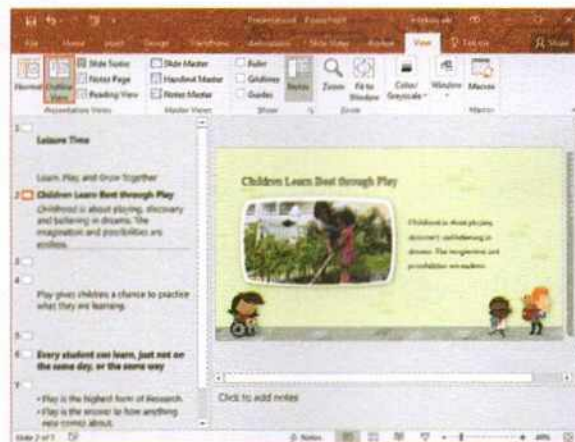 Presentation1 - PowerPoint
File Home Insert Design Transitions Animations Slide Show Review View Tell me Share
Normal Outline View Slide Sorter Notes Page Reading View
Slide Master Handout Master Notes Master
Ruler Gridlines Guides Notes
Zoom Fit to Window Color/ Greyscale Window Macros
Presentation Views Master Views Show Zoom Macros
1
Leisure Time
Learn, Play, and Grow Together
2 Children Learn Best through Play
Childhood is about playing, discovery
and believing in dreams. The
imagination and possibilities are
endless.
3
4
Play gives children a chance to practice
what they are learning.
5
6 Every student can learn, just not on
the same day, or the same way
7
• Play is the highest form of Research.
• Play is the answer to how anything
new comes about.
Children Learn Best through Play
Childhood is about playing,
discovery and believing in
dreams. The imagination and
possibilities are endless.
Click to add notes
Slide 2 of 7 Notes 44%